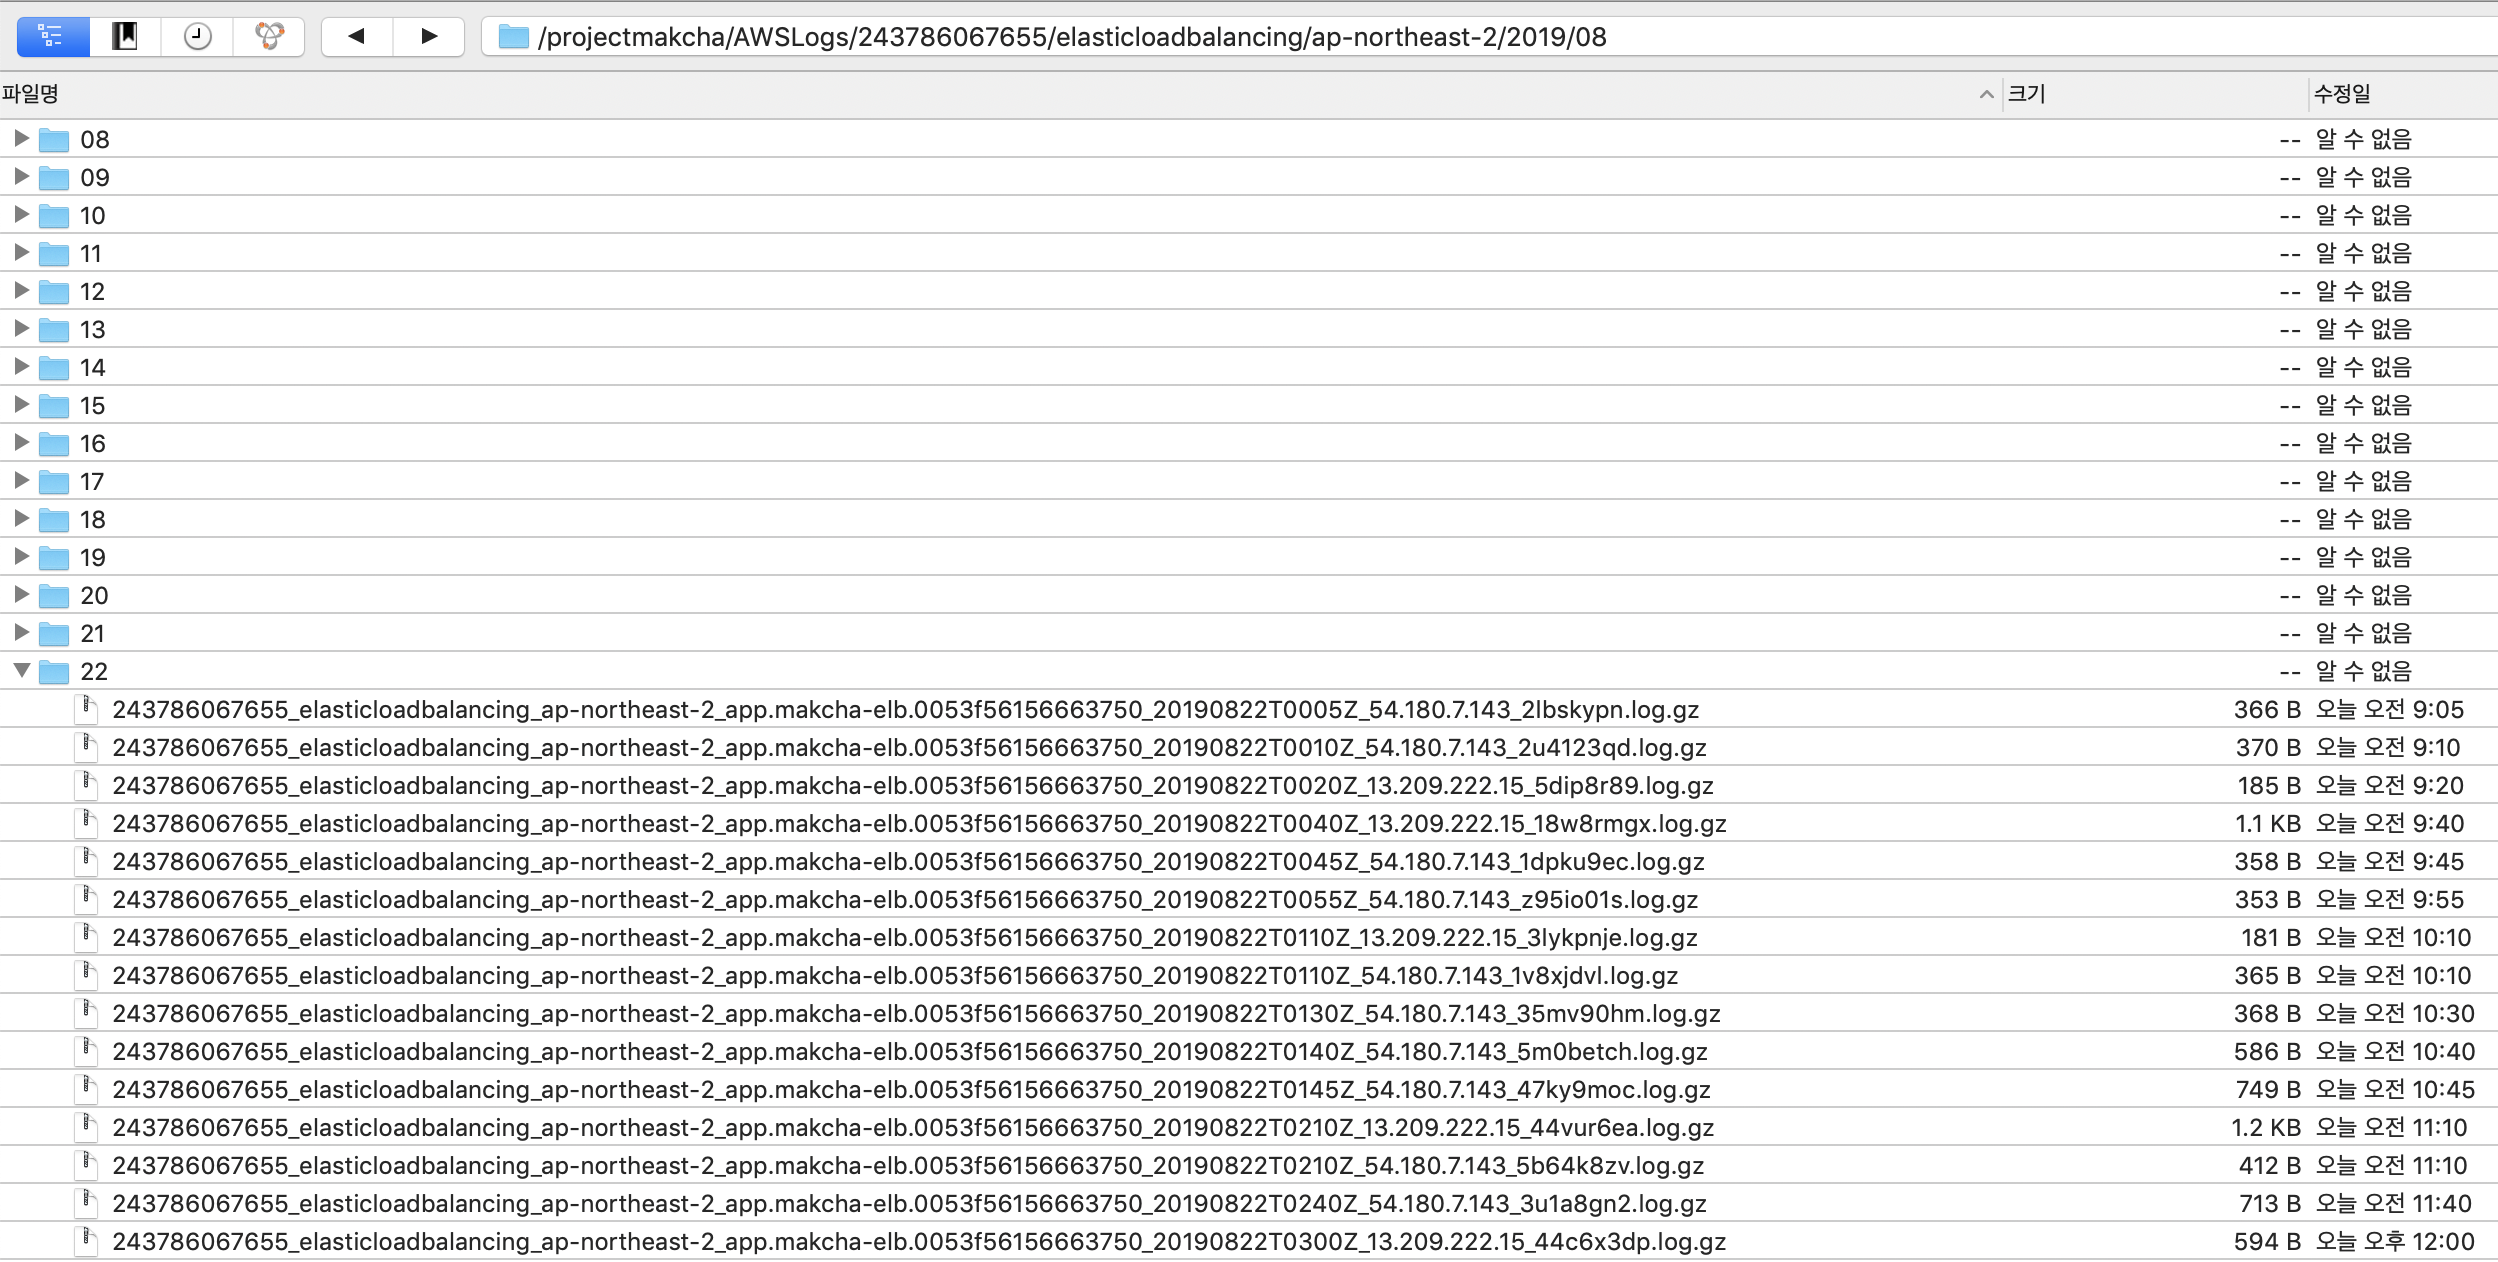 /projectmakcha/AWSLogs/243786067655/elasticloadbalancing/ap-northeast-2/2019/08
파일명 크기 수정일
08 -- 알 수 없음
09 -- 알 수 없음
10 -- 알 수 없음
11 -- 알 수 없음
12 -- 알 수 없음
13 -- 알 수 없음
14 -- 알 수 없음
15 -- 알 수 없음
16 -- 알 수 없음
17 -- 알 수 없음
18 -- 알 수 없음
19 -- 알 수 없음
20 -- 알 수 없음
21 -- 알 수 없음
22 -- 알 수 없음
243786067655_elasticloadbalancing_ap-northeast-2_app.makcha-elb.0053f56156663750_20190822T0005Z_54.180.7.143_2lbskypn.log.gz 366 B 오늘 오전 9:05
243786067655_elasticloadbalancing_ap-northeast-2_app.makcha-elb.0053f56156663750_20190822T0010Z_54.180.7.143_2u4123qd.log.gz 370 B 오늘 오전 9:10
243786067655_elasticloadbalancing_ap-northeast-2_app.makcha-elb.0053f56156663750_20190822T0020Z_13.209.222.15_5dip8r89.log.gz 185 B 오늘 오전 9:20
243786067655_elasticloadbalancing_ap-northeast-2_app.makcha-elb.0053f56156663750_20190822T0040Z_13.209.222.15_18w8rmgx.log.gz 1.1 KB 오늘 오전 9:40
243786067655_elasticloadbalancing_ap-northeast-2_app.makcha-elb.0053f56156663750_20190822T0045Z_54.180.7.143_1dpku9ec.log.gz 358 B 오늘 오전 9:45
243786067655_elasticloadbalancing_ap-northeast-2_app.makcha-elb.0053f56156663750_20190822T0055Z_54.180.7.143_z95io01s.log.gz 353 B 오늘 오전 9:55
243786067655_elasticloadbalancing_ap-northeast-2_app.makcha-elb.0053f56156663750_20190822T0110Z_13.209.222.15_3lykpnje.log.gz 181 B 오늘 오전 10:10
243786067655_elasticloadbalancing_ap-northeast-2_app.makcha-elb.0053f56156663750_20190822T0110Z_54.180.7.143_1v8xjdvl.log.gz 365 B 오늘 오전 10:10
243786067655_elasticloadbalancing_ap-northeast-2_app.makcha-elb.0053f56156663750_20190822T0130Z_54.180.7.143_35mv90hm.log.gz 368 B 오늘 오전 10:30
243786067655_elasticloadbalancing_ap-northeast-2_app.makcha-elb.0053f56156663750_20190822T0140Z_54.180.7.143_5m0betch.log.gz 586 B 오늘 오전 10:40
243786067655_elasticloadbalancing_ap-northeast-2_app.makcha-elb.0053f56156663750_20190822T0145Z_54.180.7.143_47ky9moc.log.gz 749 B 오늘 오전 10:45
243786067655_elasticloadbalancing_ap-northeast-2_app.makcha-elb.0053f56156663750_20190822T0210Z_13.209.222.15_44vur6ea.log.gz 1.2 KB 오늘 오전 11:10
243786067655_elasticloadbalancing_ap-northeast-2_app.makcha-elb.0053f56156663750_20190822T0210Z_54.180.7.143_5b64k8zv.log.gz 412 B 오늘 오전 11:10
243786067655_elasticloadbalancing_ap-northeast-2_app.makcha-elb.0053f56156663750_20190822T0240Z_54.180.7.143_3u1a8gn2.log.gz 713 B 오늘 오전 11:40
243786067655_elasticloadbalancing_ap-northeast-2_app.makcha-elb.0053f56156663750_20190822T0300Z_13.209.222.15_44c6x3dp.log.gz 594 B 오늘 오후 12:00